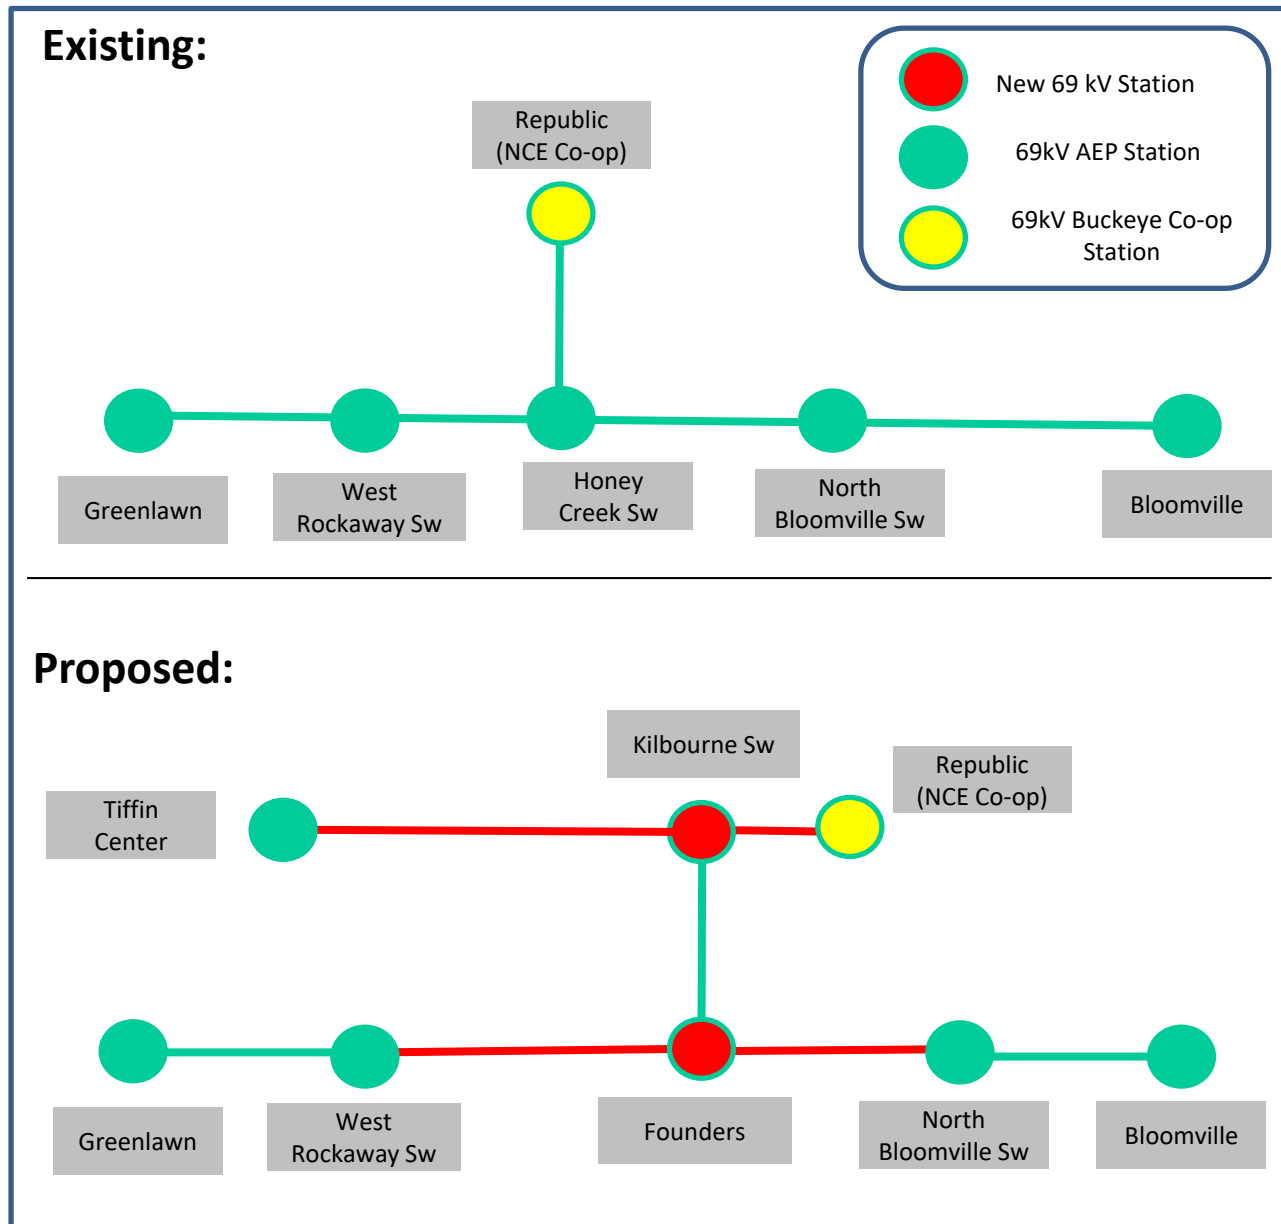 Existing:
New 69 kV Station
69kV AEP Station
69kV Buckeye Co-op
Station
Republic
(NCE Co-op)
Greenlawn
West
Rockaway Sw
Honey
Creek Sw
North
Bloomville Sw
Bloomville
Proposed:
Kilbourne Sw
Republic
(NCE Co-op)
Tiffin
Center
Greenlawn
West
Rockaway Sw
Founders
North
Bloomville Sw
Bloomville